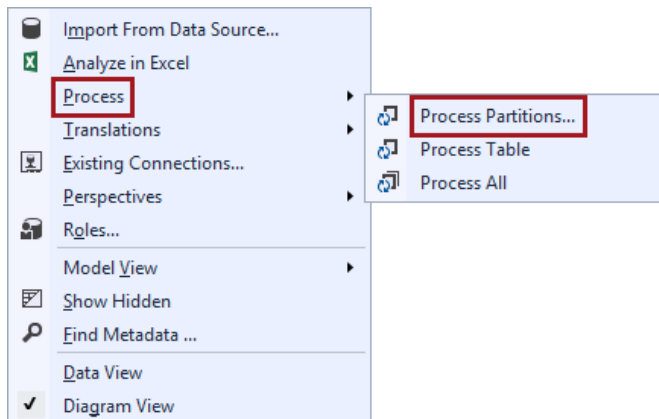 Import From Data Source...
Analyze in Excel
Process
Translations
Existing Connections...
Perspectives
Roles...
Model View
Show Hidden
Find Metadata ...
Data View
Diagram View
Process Partitions...
Process Table
Process All